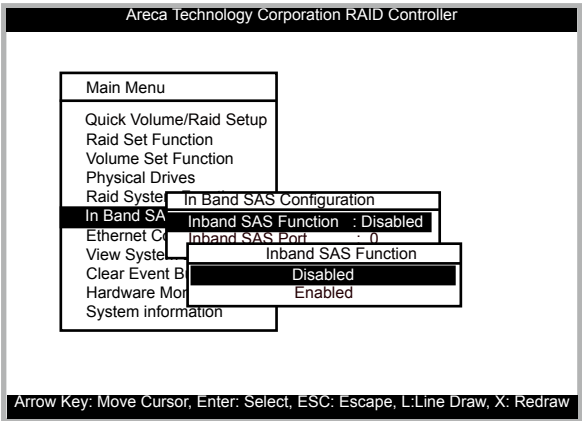 Areca Technology Corporation RAID Controller
Main Menu
Quick Volume/Raid Setup
Raid Set Function
Volume Set Function
Physical Drives
Raid System
In Band SAS Configuration
In Band SA
Inband SAS Function : Disabled
Ethernet Co
Inband SAS Port : 0
View System
Inband SAS Function
Clear Event B
Disabled
Hardware Mon
Enabled
System information
Arrow Key: Move Cursor, Enter: Select, ESC: Escape, L:Line Draw, X: Redraw